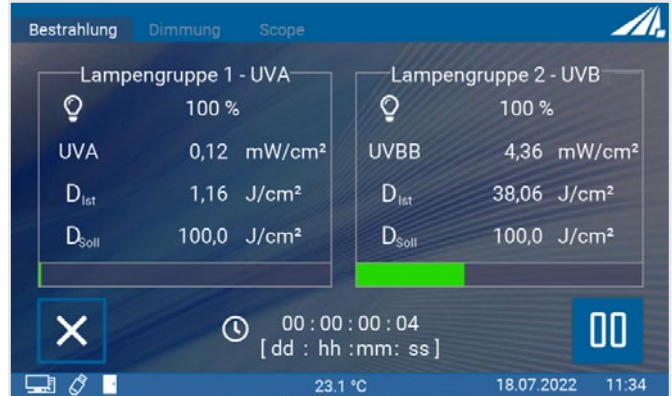 Bestrahlung Dimmung Scope
Lampengruppe 1 - UVA
100 %
UVA 0,12 mW/cm²
DIst 1,16 J/cm²
DSoll 100,0 J/cm²
Lampengruppe 2 - UVB
100 %
UVBB 4,36 mW/cm²
DIst 38,06 J/cm²
DSoll 100,0 J/cm²
00 : 00 : 00 : 04
[ dd : hh : mm: ss ]
23.1 °C 18.07.2022 11:34